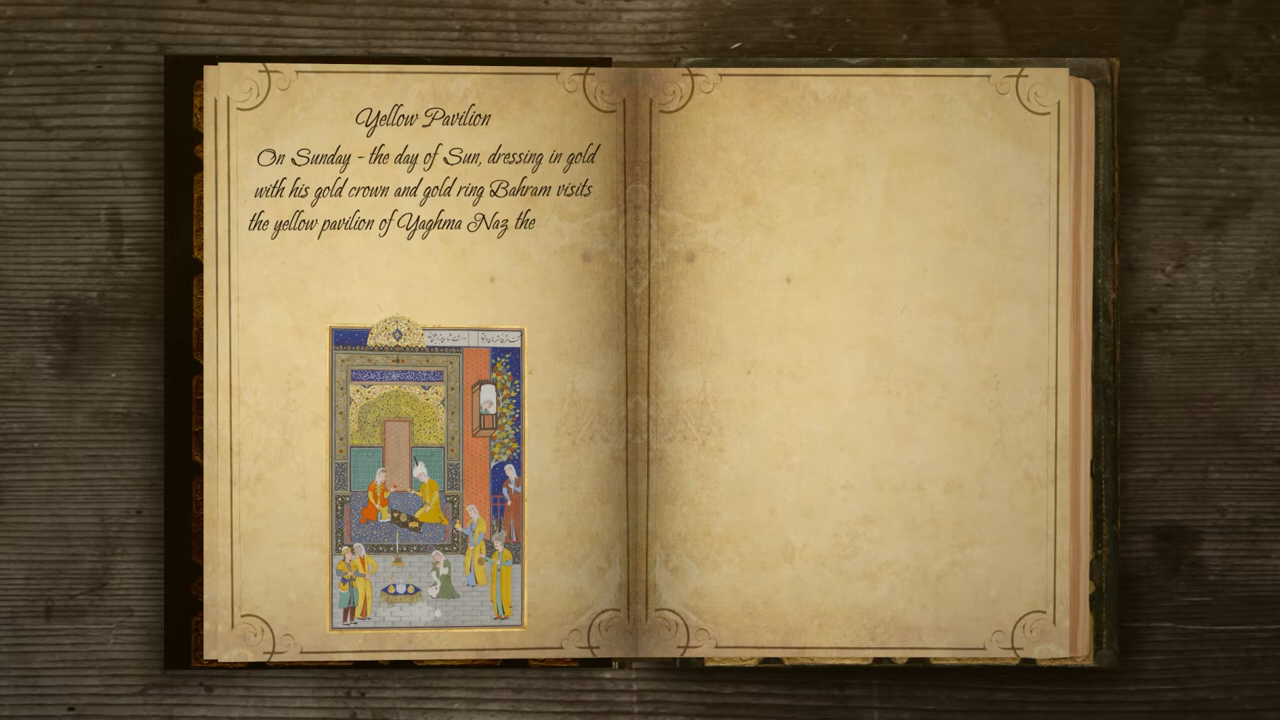 Yellow Pavilion
On Sunday - the day of Sun, dressing in gold
with his gold crown and gold ring Bahram visits
the yellow pavilion of Yaghma Naz the